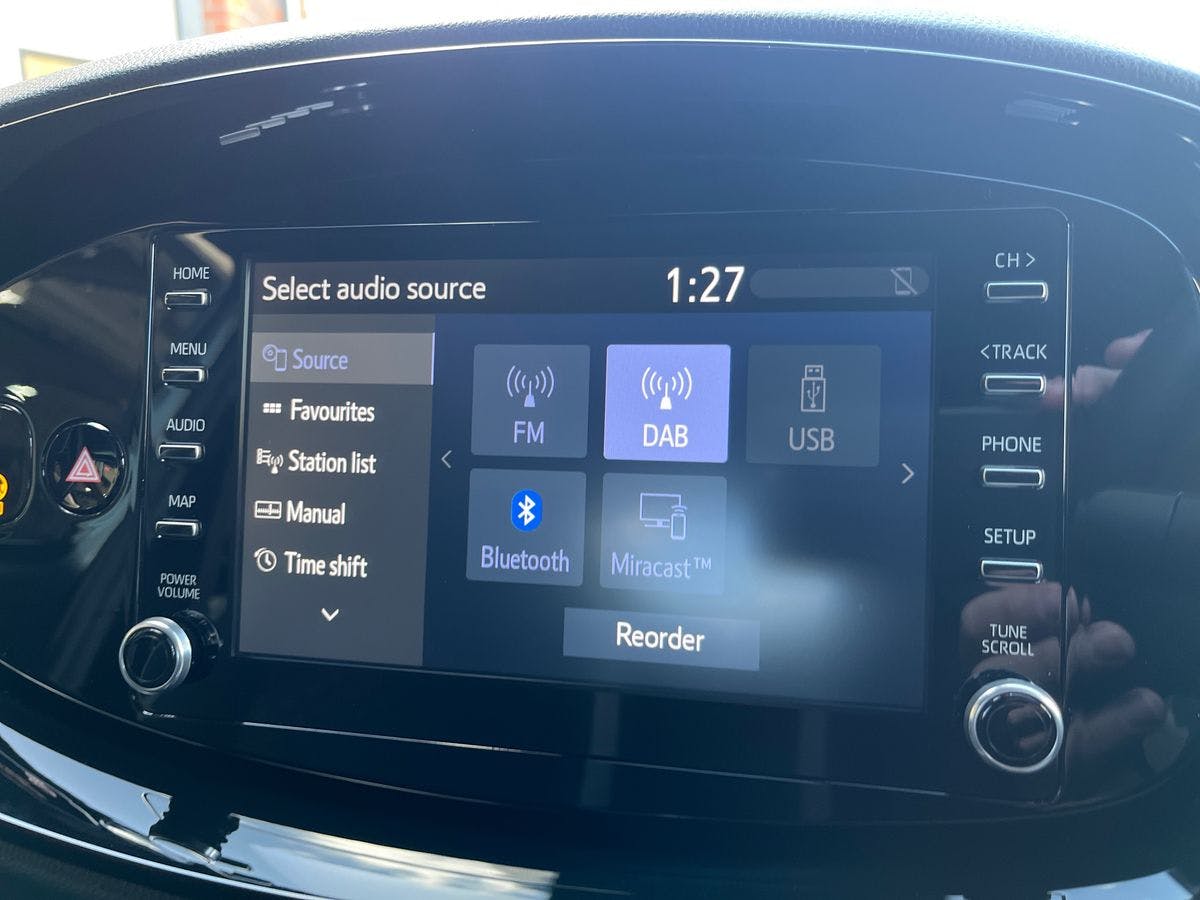 HOME
MENU
AUDIO
MAP
POWER
VOLUME
Select audio source
1:27
Source
Favourites
Station list
Manual
Time shift
FM
DAB
USB
Bluetooth
Miracast™
Reorder
CH >
<TRACK
PHONE
SETUP
TUNE
SCROLL